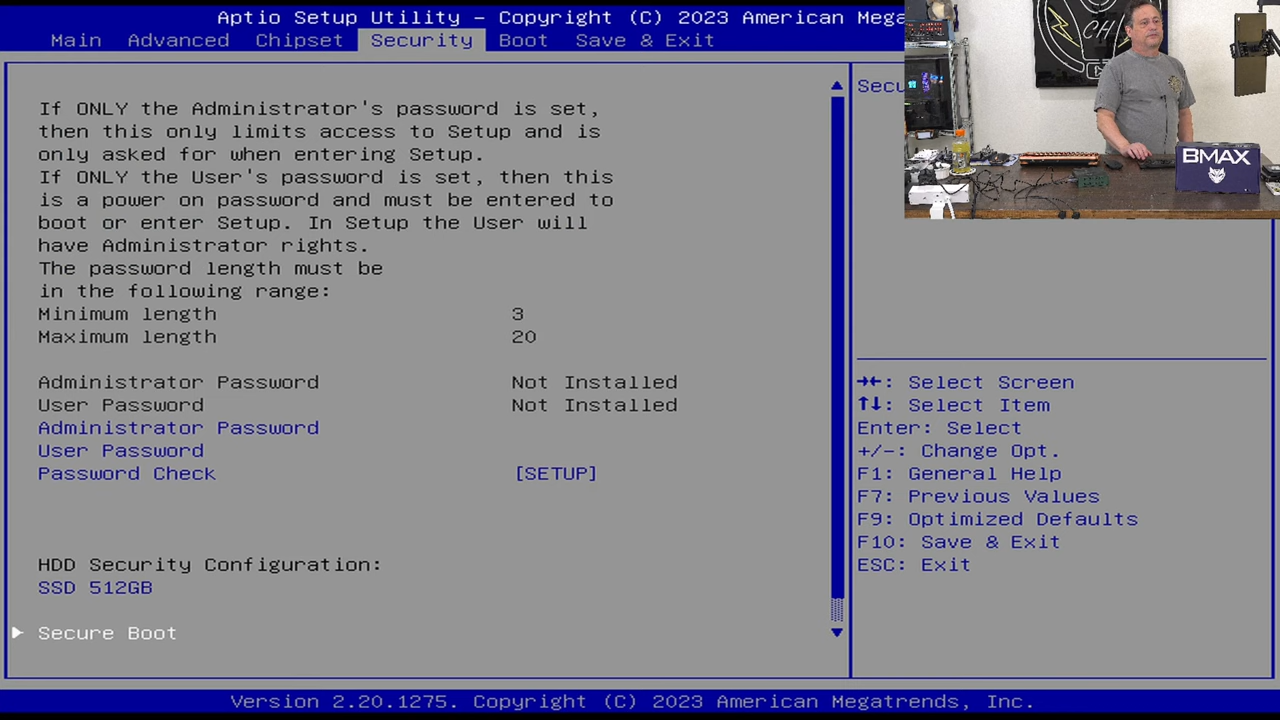 Aptio Setup Utility – Copyright (C) 2023 American Mega
Main Advanced Chipset Security Boot Save & Exit
If ONLY the Administrator's password is set,
then this only limits access to Setup and is
only asked for when entering Setup.
If ONLY the User's password is set, then this
is a power on password and must be entered to
boot or enter Setup. In Setup the User will
have Administrator rights.
The password length must be
in the following range:
Minimum length 3
Maximum length 20
Administrator Password Not Installed
User Password Not Installed
Administrator Password
User Password
Password Check [SETUP]
HDD Security Configuration:
SSD 512GB
Secure Boot
Secu
→←: Select Screen
↑↓: Select Item
Enter: Select
+/-: Change Opt.
F1: General Help
F7: Previous Values
F9: Optimized Defaults
F10: Save & Exit
ESC: Exit
CH
BMAX
Version 2.20.1275. Copyright (C) 2023 American Megatrends, Inc.